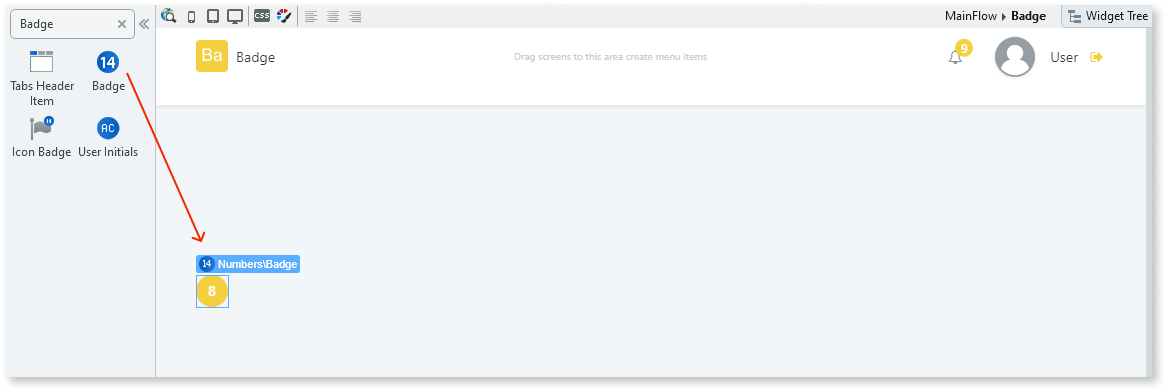 Badge
MainFlow Badge
Widget Tree
CSS
14
Tabs Header
Item
Badge
14
AC
Icon Badge
User Initials
Ba
Badge
Drag screens to this area create menu items
9
User
14 Numbers\Badge
8